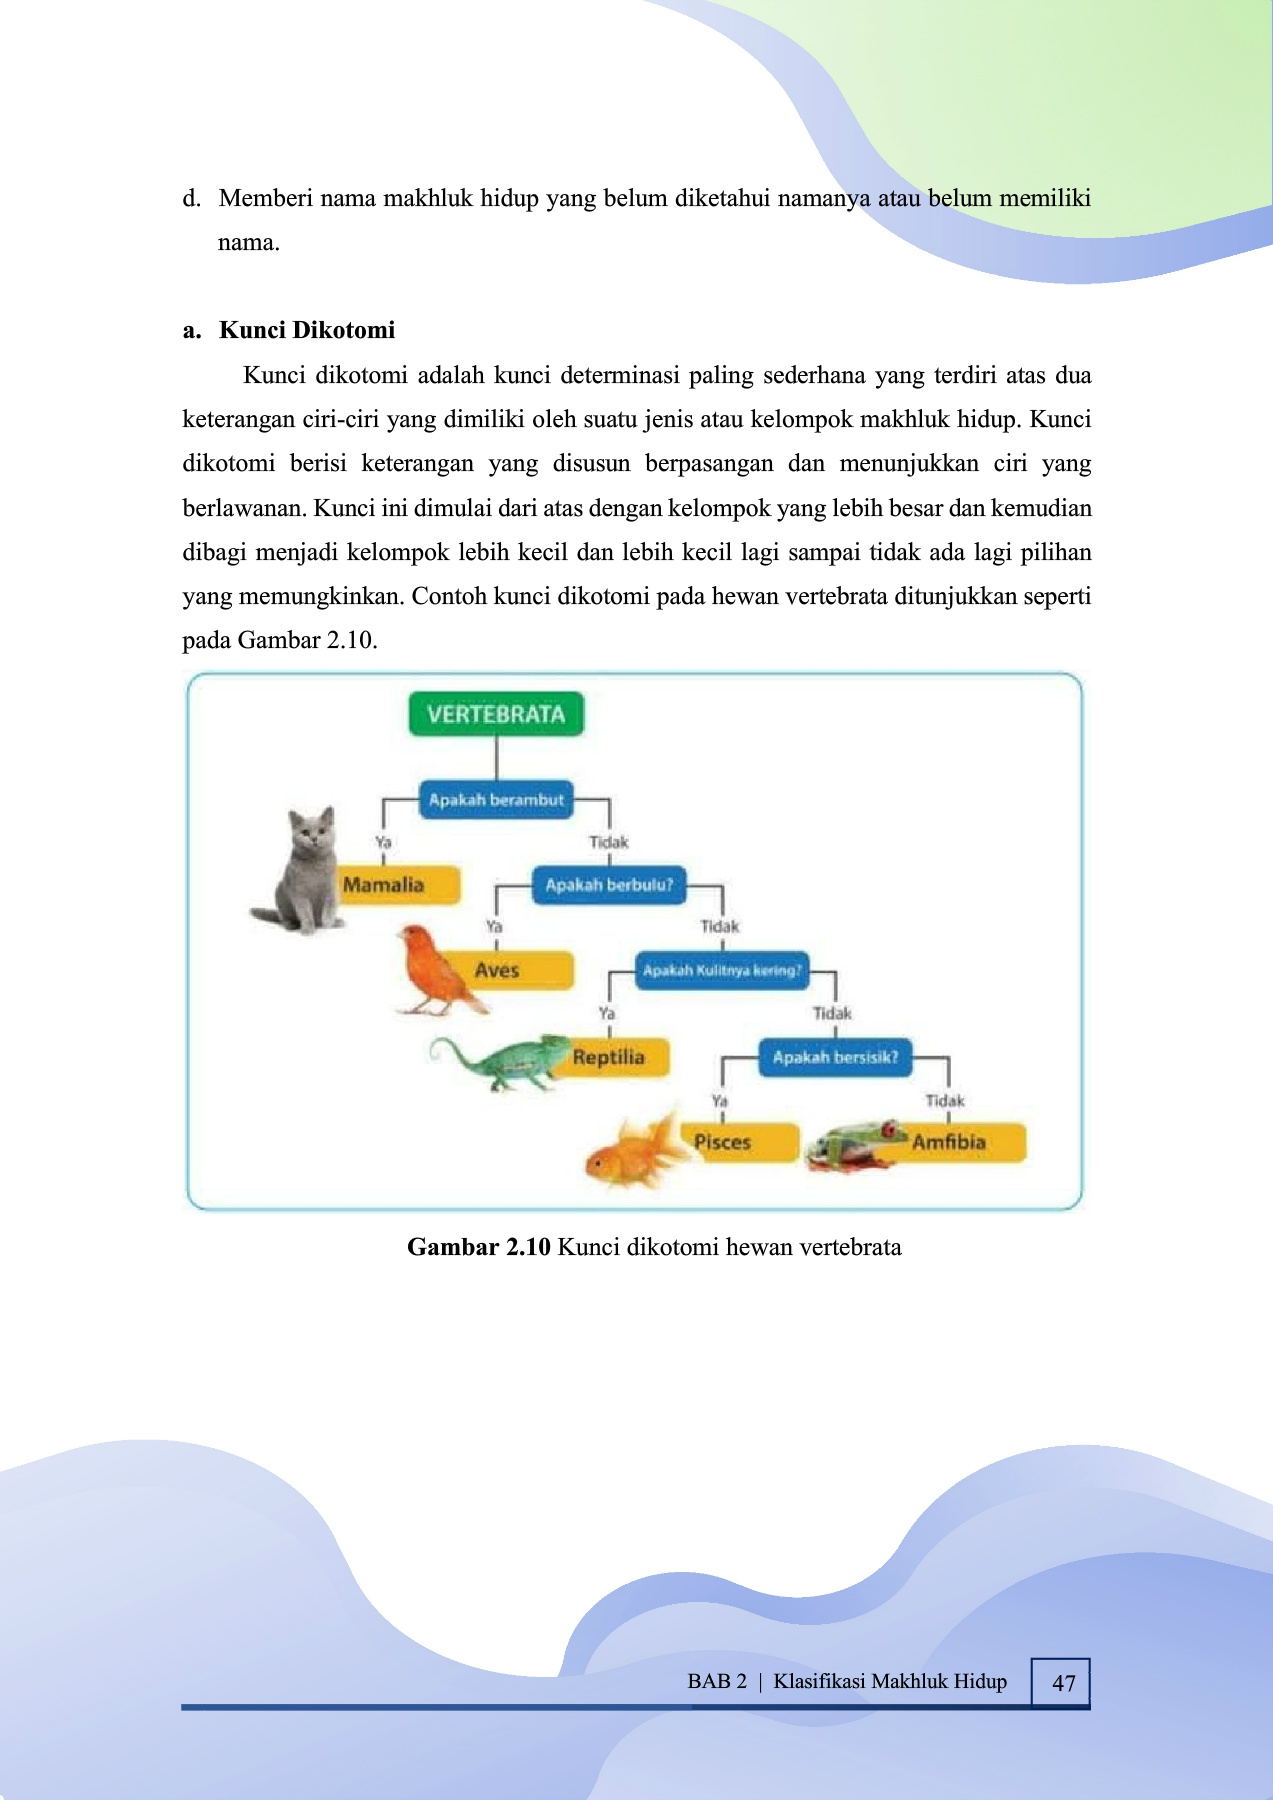 d. Memberi nama makhluk hidup yang belum diketahui namanya atau belum memiliki
nama.
a. Kunci Dikotomi
Kunci dikotomi adalah kunci determinasi paling sederhana yang terdiri atas dua
keterangan ciri-ciri yang dimiliki oleh suatu jenis atau kelompok makhluk hidup. Kunci
dikotomi berisi keterangan yang disusun berpasangan dan menunjukkan ciri yang
berlawanan. Kunci ini dimulai dari atas dengan kelompok yang lebih besar dan kemudian
dibagi menjadi kelompok lebih kecil dan lebih kecil lagi sampai tidak ada lagi pilihan
yang memungkinkan. Contoh kunci dikotomi pada hewan vertebrata ditunjukkan seperti
pada Gambar 2.10.
VERTEBRATA
Apakah berambut
Ya
Tidak
Mamalia
Apakah berbulu?
Ya
Tidak
Aves
Apakah Kulitnya kering?
Ya
Tidak
Reptilia
Apakah bersisik?
Ya
Tidak
Pisces
Amfibia
Gambar 2.10 Kunci dikotomi hewan vertebrata
BAB 2 | Klasifikasi Makhluk Hidup
47